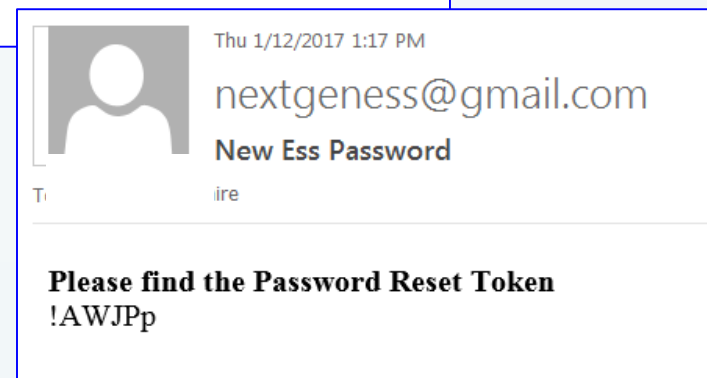 Thu 1/12/2017 1:17 PM
nextgeness@gmail.com
New Ess Password
Please find the Password Reset Token
!AWJPp